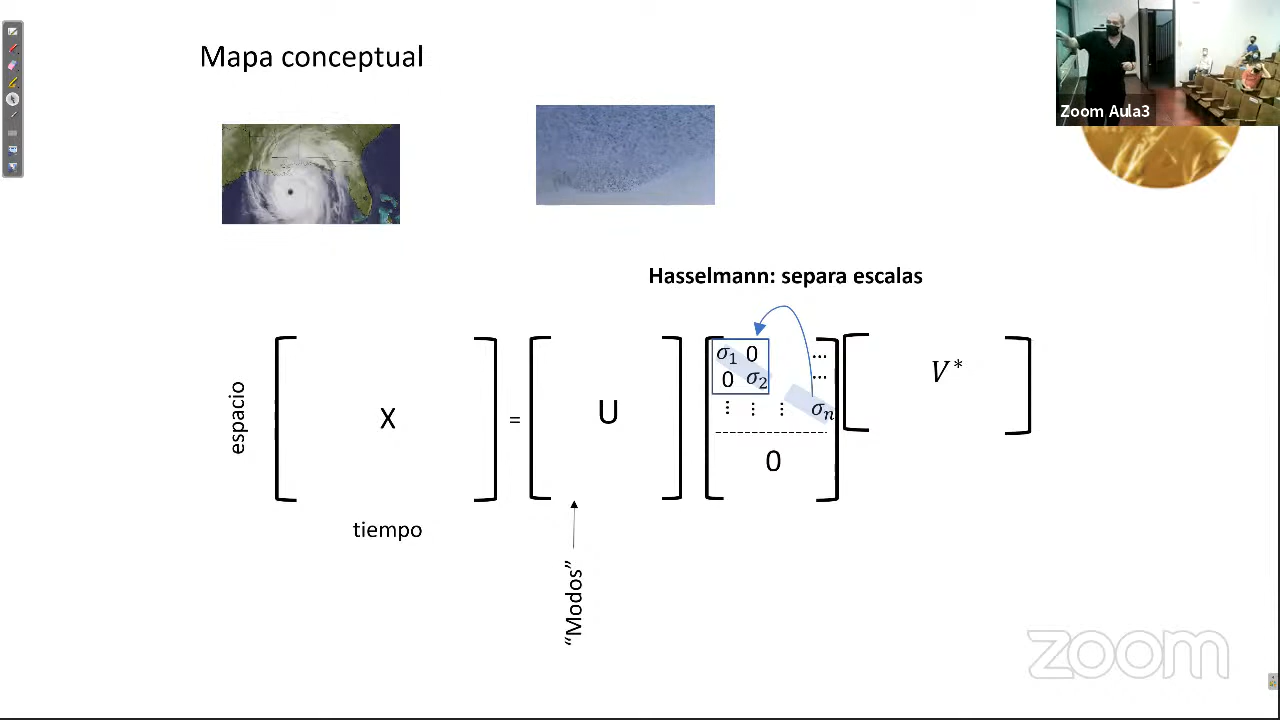 Mapa conceptual
Zoom Aula3
Hasselmann: separa escalas
espacio
X
=
U
σ₁ 0 ...
0 σ₂ ...
⋮ ⋮ ⋮ σₙ
0
V*
tiempo
“Modos”
zoom